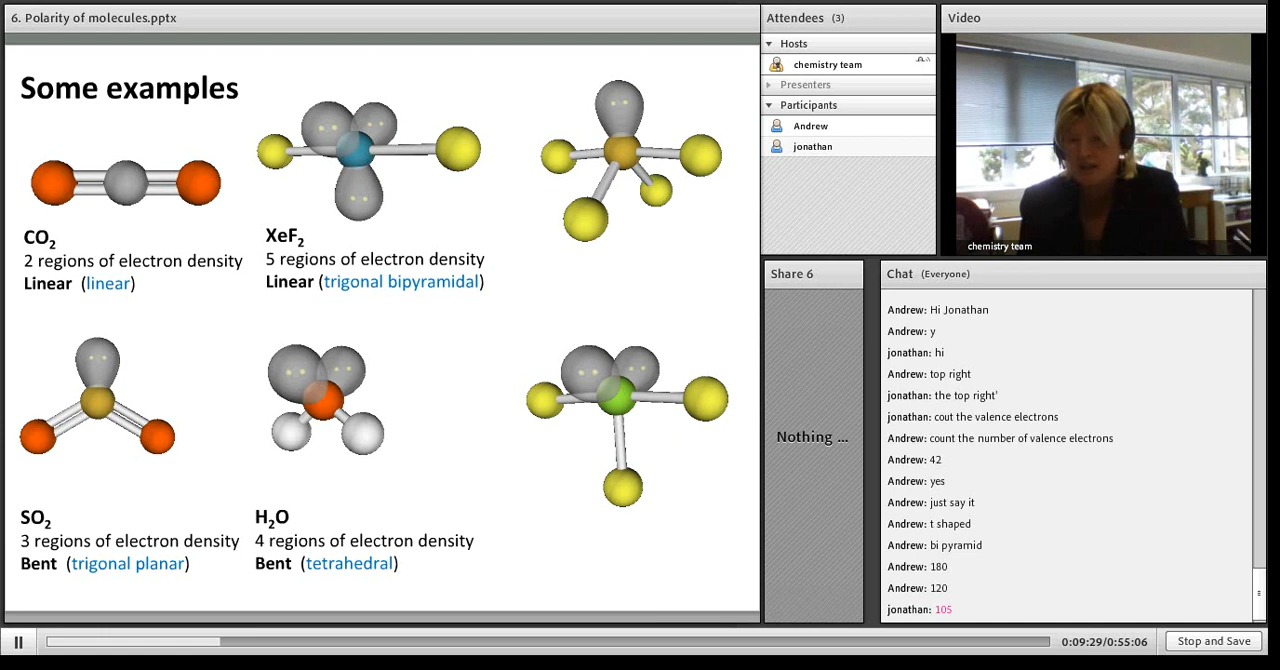 6. Polarity of molecules.pptx
Some examples
CO2
2 regions of electron density
Linear (linear)
XeF2
5 regions of electron density
Linear (trigonal bipyramidal)
SO2
3 regions of electron density
Bent (trigonal planar)
H2O
4 regions of electron density
Bent (tetrahedral)
Attendees (3)
Hosts
chemistry team
Presenters
Participants
Andrew
jonathan
Video
chemistry team
Share 6
Nothing ...
Chat (Everyone)
Andrew: Hi Jonathan
Andrew: y
jonathan: hi
Andrew: top right
jonathan: the top right'
jonathan: cout the valence electrons
Andrew: count the number of valence electrons
Andrew: 42
Andrew: yes
Andrew: just say it
Andrew: t shaped
Andrew: bi pyramid
Andrew: 180
Andrew: 120
jonathan: 105
0:09:29/0:55:06
Stop and Save